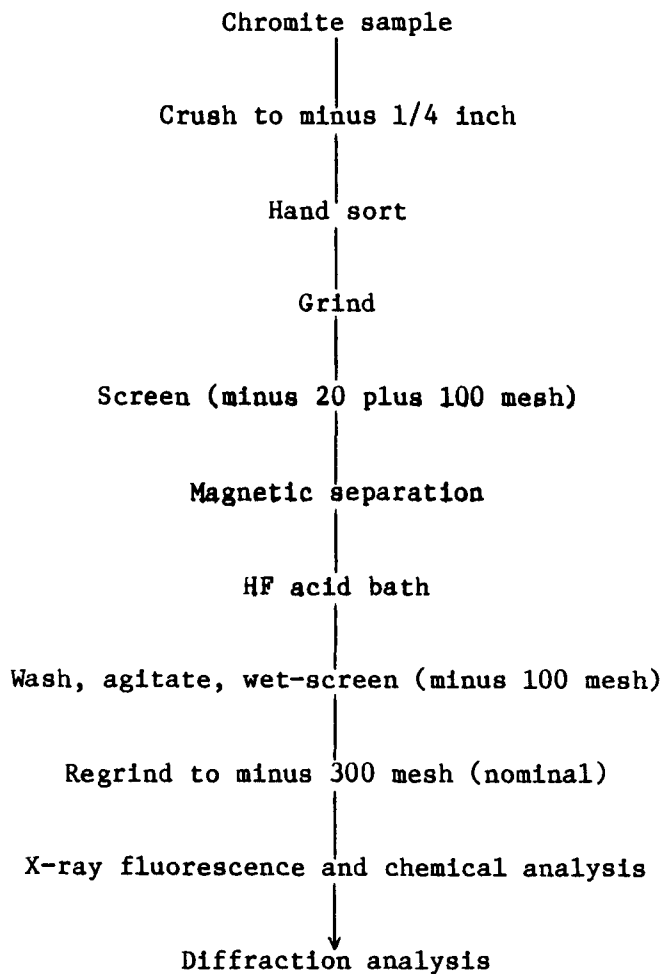 Chromite sample
Crush to minus 1/4 inch
Hand sort
Grind
Screen (minus 20 plus 100 mesh)
Magnetic separation
HF acid bath
Wash, agitate, wet-screen (minus 100 mesh)
Regrind to minus 300 mesh (nominal)
X-ray fluorescence and chemical analysis
Diffraction analysis